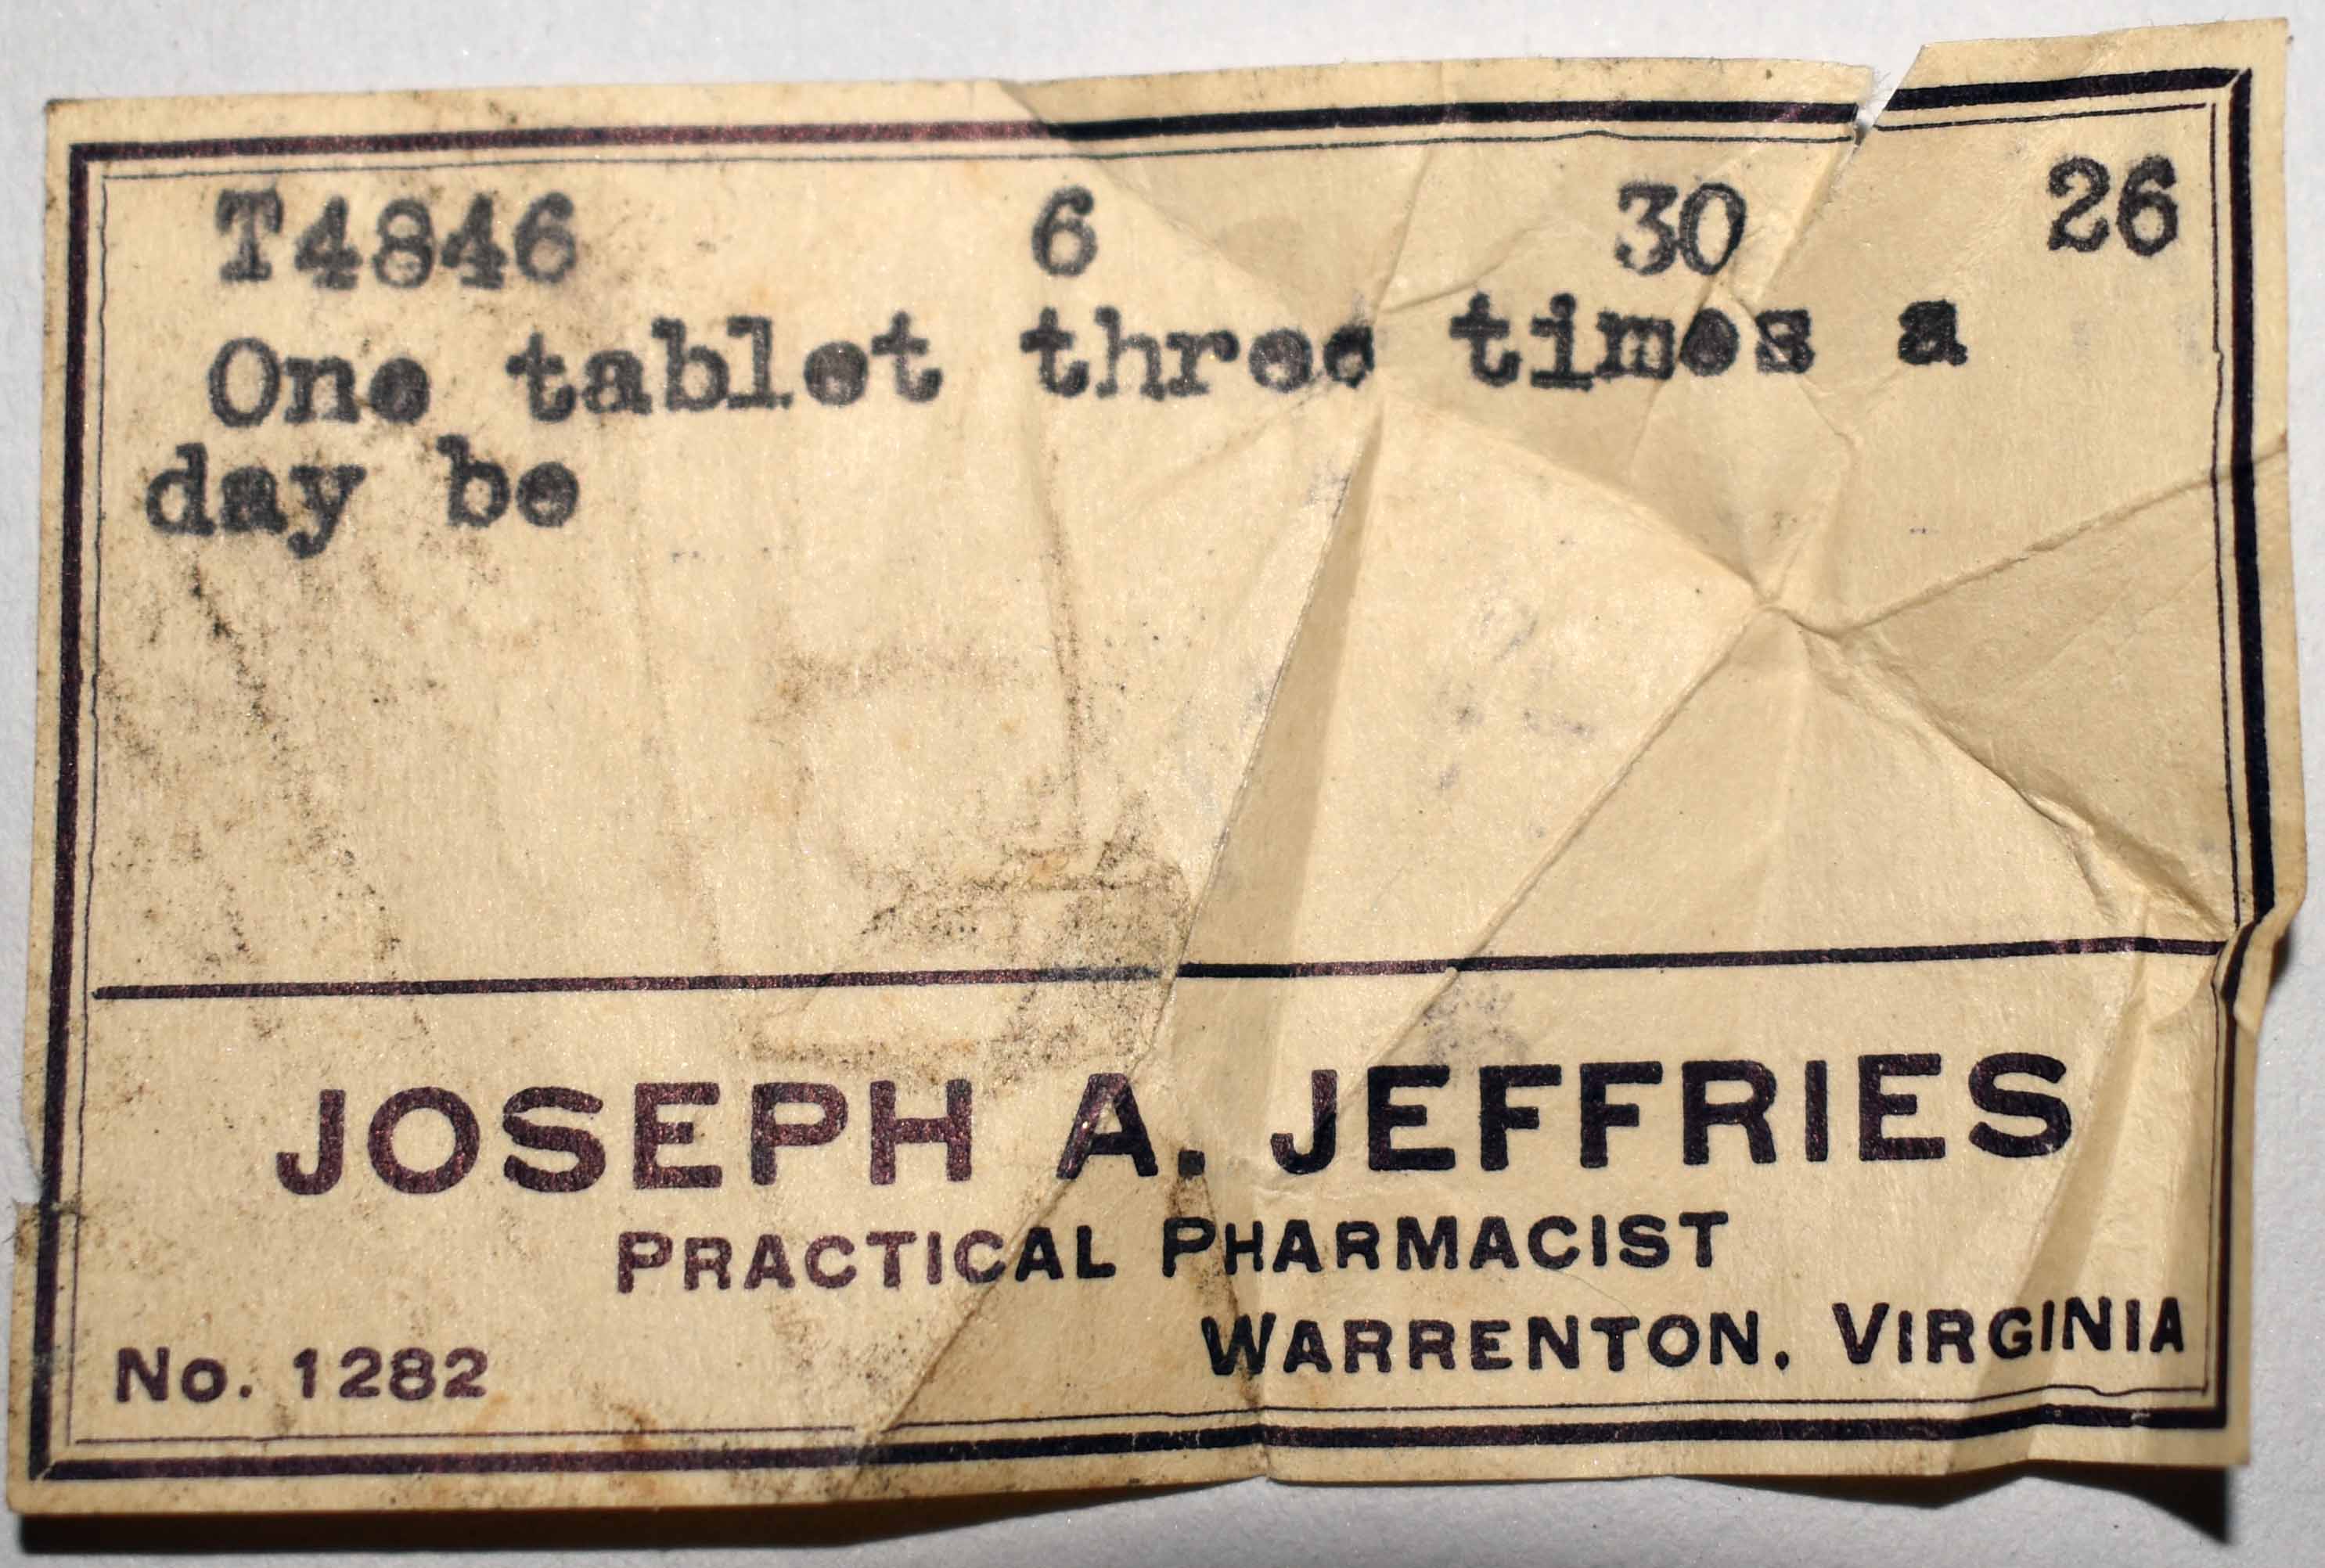 T4846 6 30 26
One tablet three times a
day be
JOSEPH A. JEFFRIES
PRACTICAL PHARMACIST
WARRENTON, VIRGINIA
No. 1282